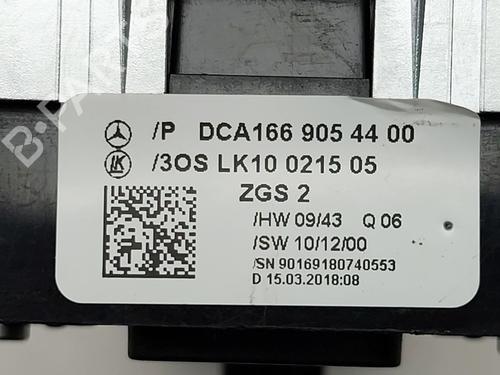 /P DCA166 905 44 00
LK /3OS LK10 0215 05
ZGS 2
/HW 09/43 Q 06
/SW 10/12/00
/SN 90169180740553
D 15.03.2018:08